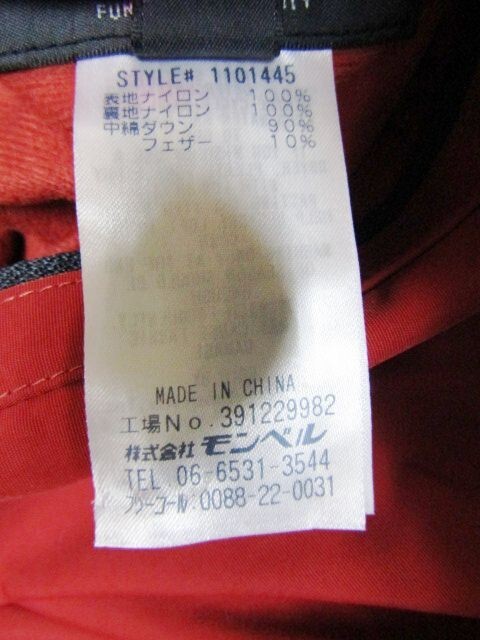 FUN
STYLE# 1101445
表地ナイロン 100%
裏地ナイロン 100%
中綿ダウン 90%
フェザー 10%
MADE IN CHINA
工場No.391229982
株式会社 モンベル
TEL 06-6531-3544
フリーコール:0088-22-0031